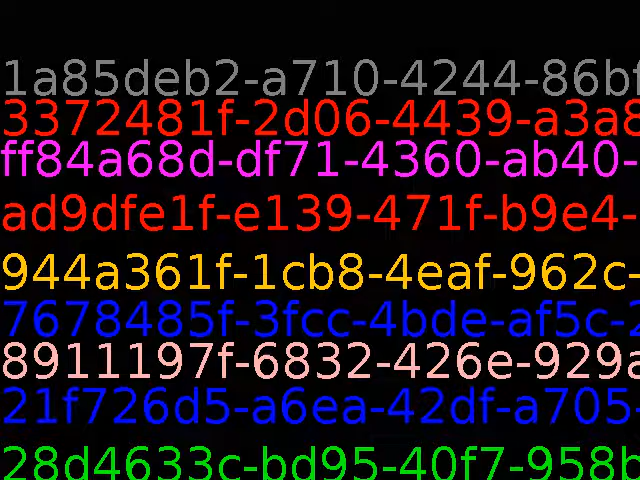 1a85deb2-a710-4244-86bf
3372481f-2d06-4439-a3a8
ff84a68d-df71-4360-ab40-
ad9dfe1f-e139-471f-b9e4-
944a361f-1cb8-4eaf-962c-
7678485f-3fcc-4bde-af5c-2
8911197f-6832-426e-929a
21f726d5-a6ea-42df-a705-
28d4633c-bd95-40f7-958b